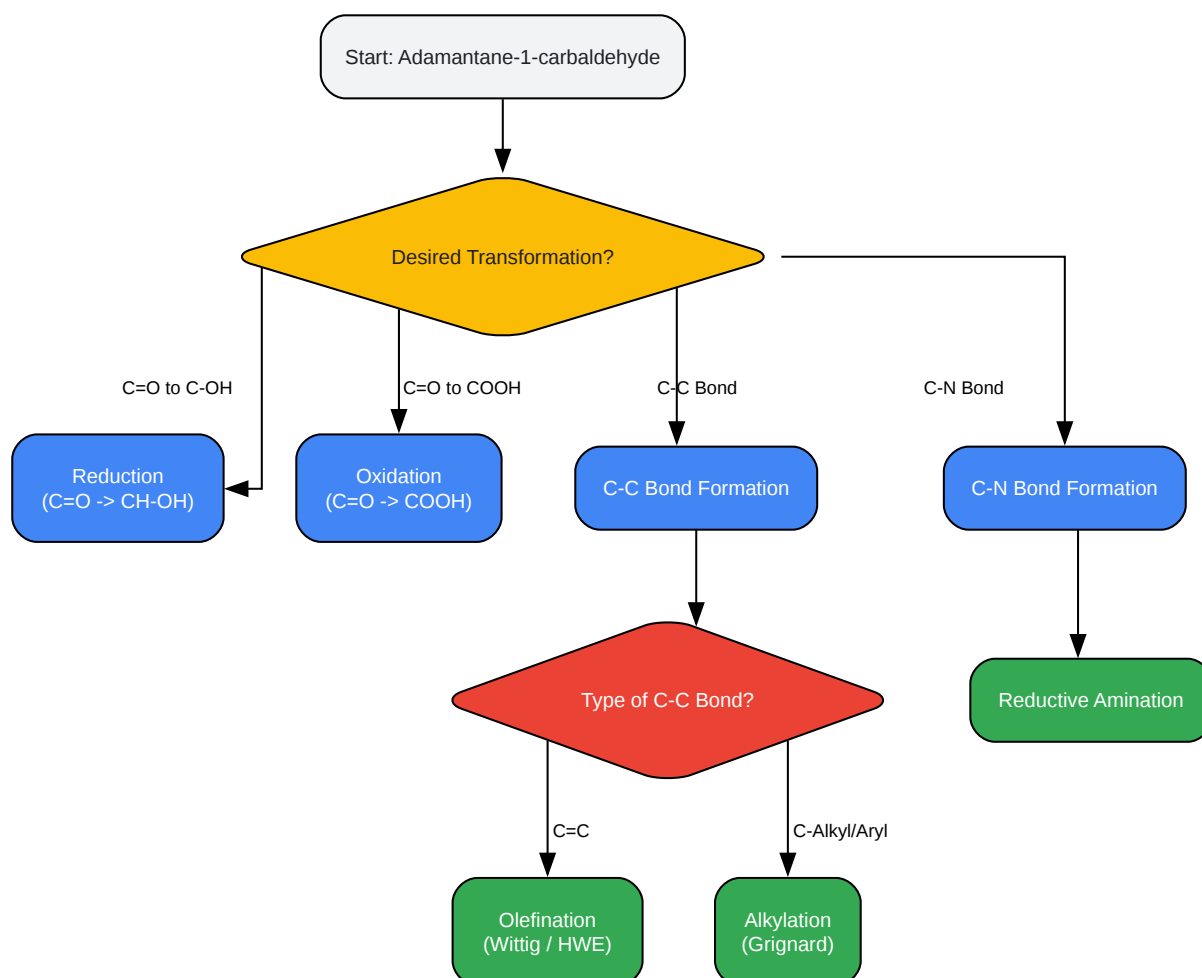 Start: Adamantane-1-carbaldehyde
Desired Transformation?
C=O to C-OH
C=O to COOH
C-C Bond
C-N Bond
Reduction
(C=O -> CH-OH)
Oxidation
(C=O -> COOH)
C-C Bond Formation
C-N Bond Formation
Type of C-C Bond?
Reductive Amination
C=C
C-Alkyl/Aryl
Olefination
(Wittig / HWE)
Alkylation
(Grignard)